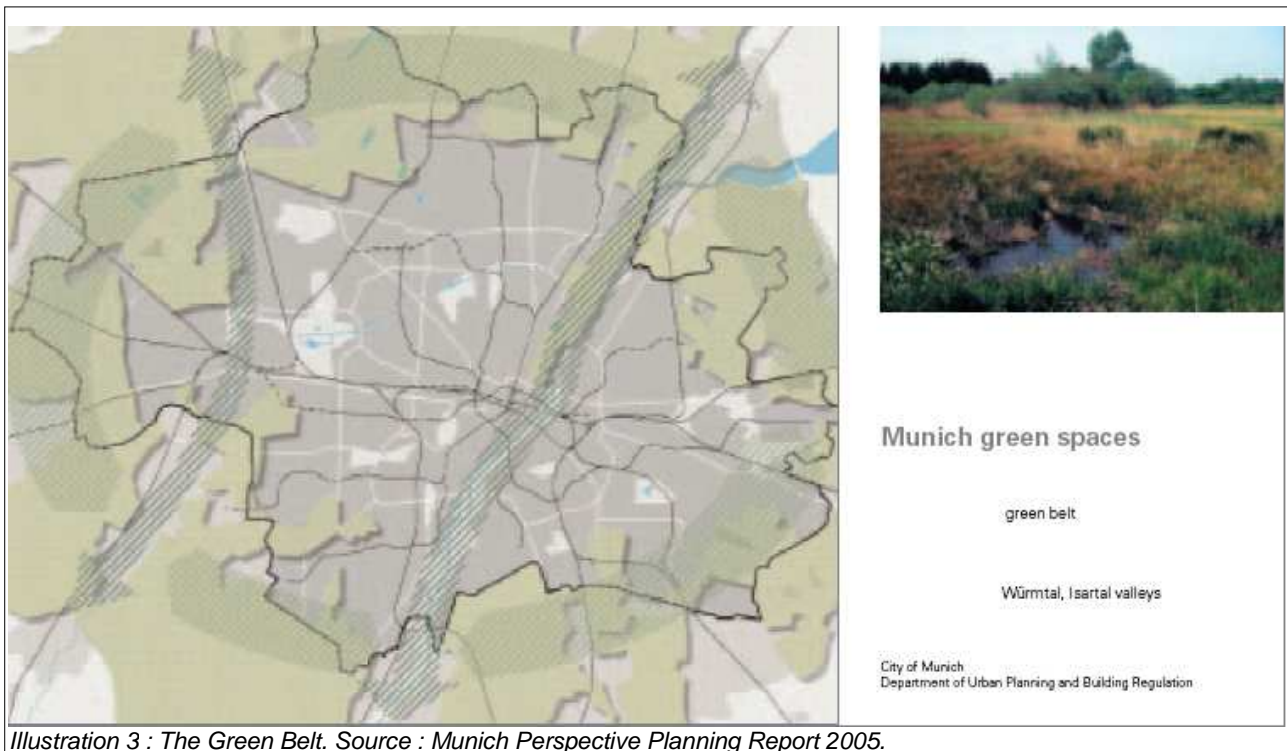 Munich green spaces
green belt
Würmtal, Isartal valleys
City of Munich
Department of Urban Planning and Building Regulation
Illustration 3 : The Green Belt. Source : Munich Perspective Planning Report 2005.